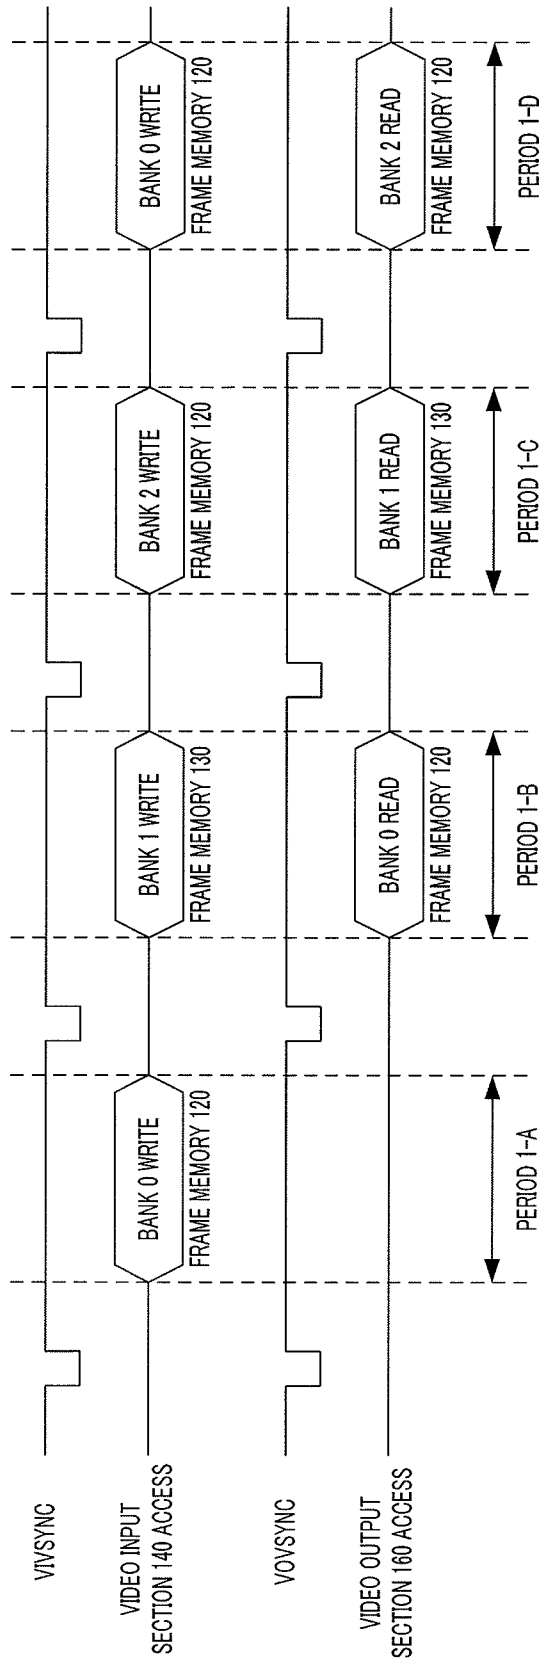 VIVSYNC
VIDEO INPUT
SECTION 140 ACCESS
BANK 0 WRITE
FRAME MEMORY 120
BANK 1 WRITE
FRAME MEMORY 130
BANK 2 WRITE
FRAME MEMORY 120
BANK 0 WRITE
FRAME MEMORY 120
VOVSYNC
VIDEO OUTPUT
SECTION 160 ACCESS
BANK 0 READ
FRAME MEMORY 120
BANK 1 READ
FRAME MEMORY 130
BANK 2 READ
FRAME MEMORY 120
PERIOD 1-A
PERIOD 1-B
PERIOD 1-C
PERIOD 1-D